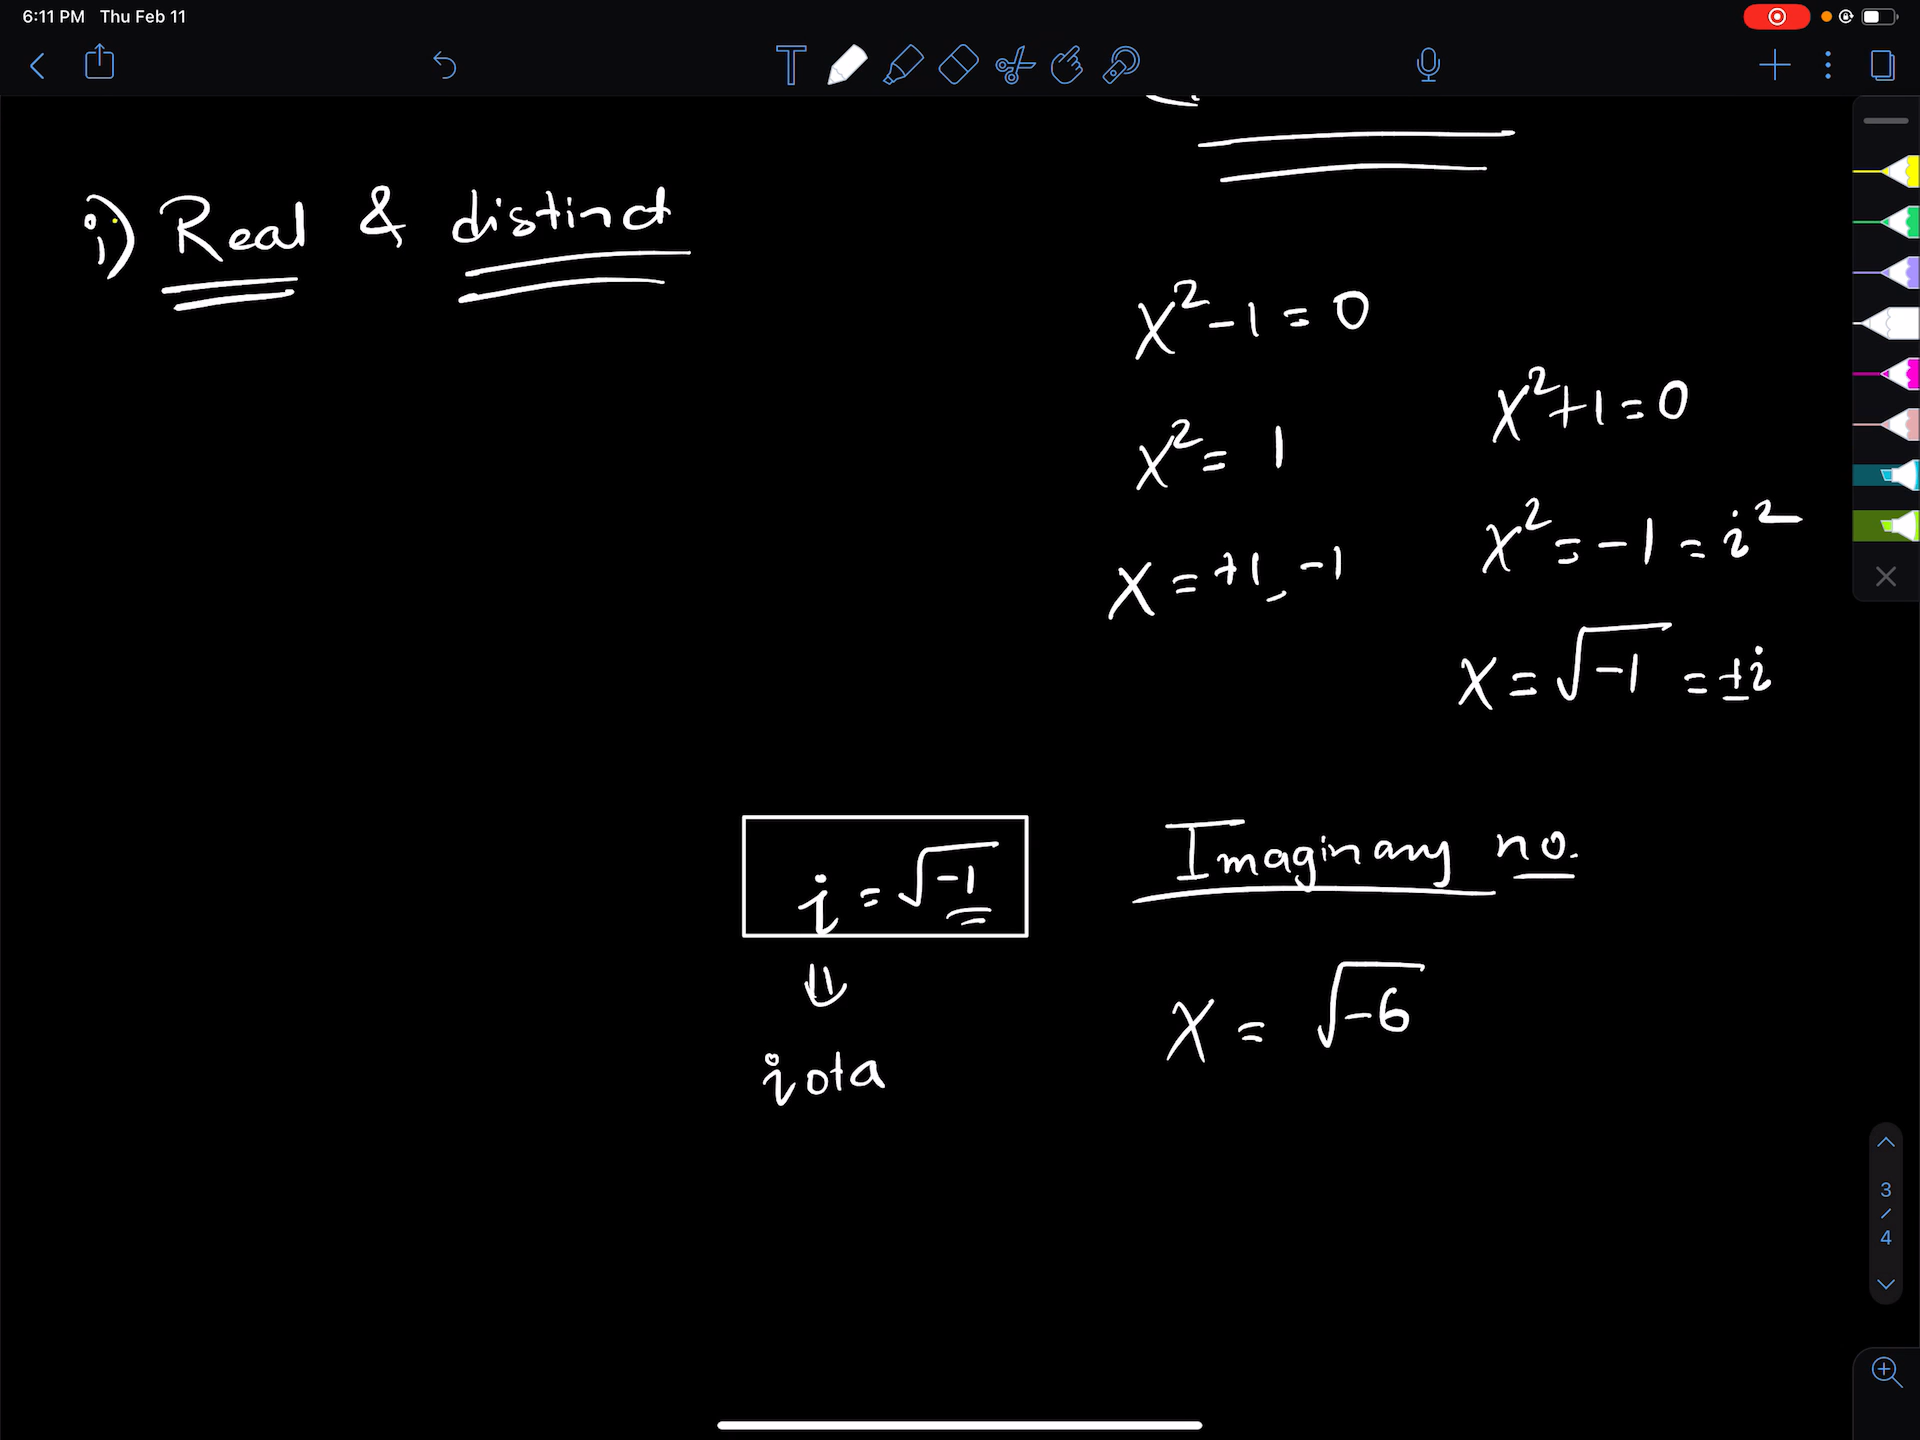 6:11 PM Thu Feb 11
i) Real & distinct
x² - 1 = 0
x² = 1
x = +1, -1
x² + 1 = 0
x² = -1 = i²
x = √-1 = ±i
i = √-1
⇓
iota
Imaginary no.
x = √-6
3
/
4